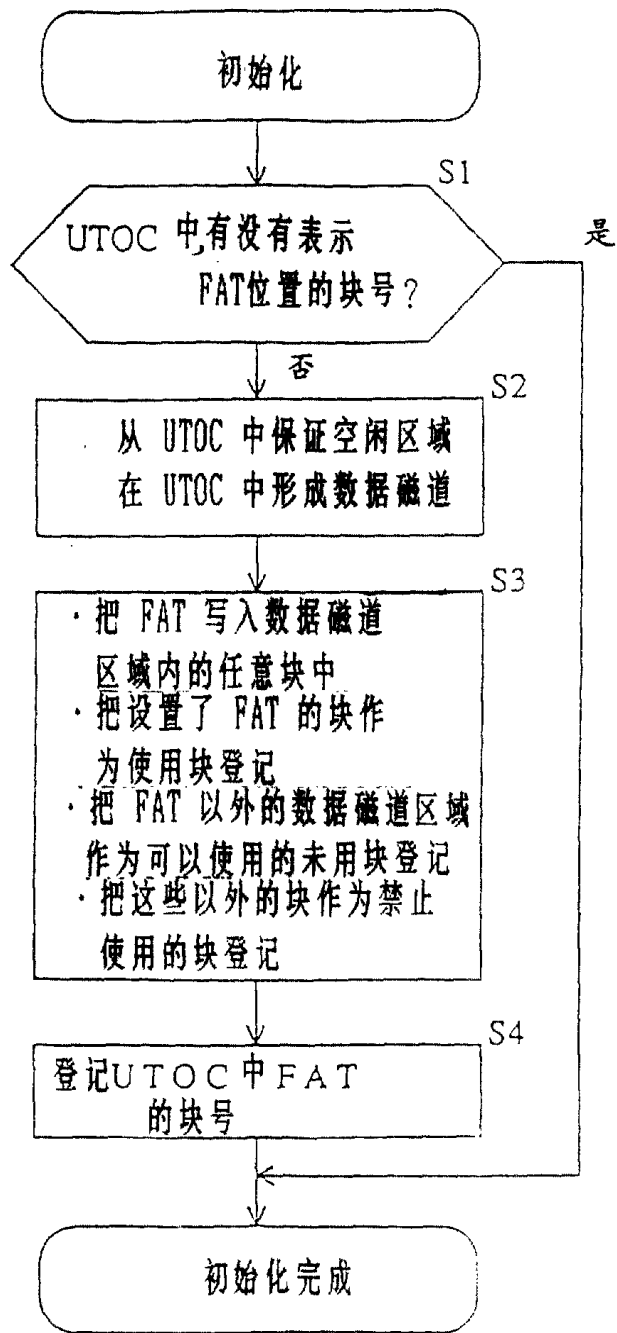 初始化
S1
UTOC 中,有没有表示
是
FAT位置的块号?
否
S2
从 UTOC 中保证空闲区域
在 UTOC 中形成数据磁道
S3
·把 FAT 写入数据磁道
区域内的任意块中
·把设置了 FAT 的块作
为使用块登记
·把 FAT 以外的数据磁道区域
作为可以使用的未用块登记
·把这些以外的块作为禁止
使用的块登记
S4
登记UTOC中FAT
的块号
初始化完成